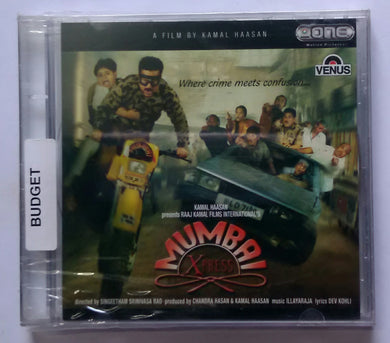 A FILM BY KAMAL HAASAN
one
VENUS
Where crime meets confusion...
BUDGET
KAMAL HAASAN
presents RAAJ KAMAL FILMS INTERNATIONAL'S
MUMBAI
XPRESS
directed by SINGEETHAM SRINIVASA RAO · produced by CHANDRA HASAN & KAMAL HAASAN music ILLAYARAJA lyrics DEV KOHLI